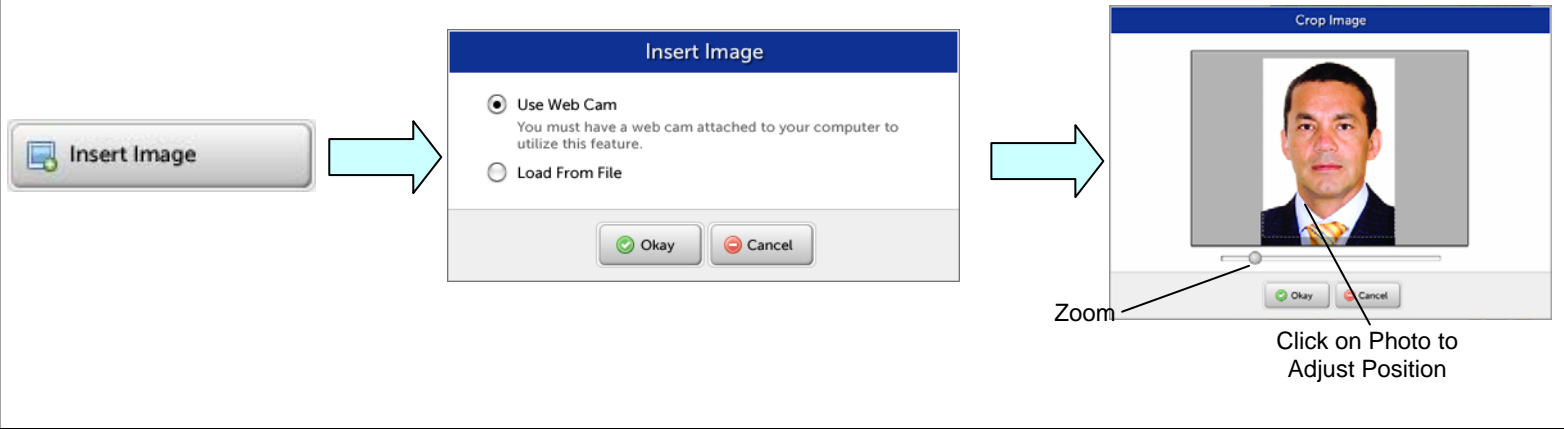 Insert Image
Insert Image
Use Web Cam
You must have a web cam attached to your computer to
utilize this feature.
Load From File
Okay
Cancel
Crop Image
Okay
Cancel
Zoom
Click on Photo to
Adjust Position